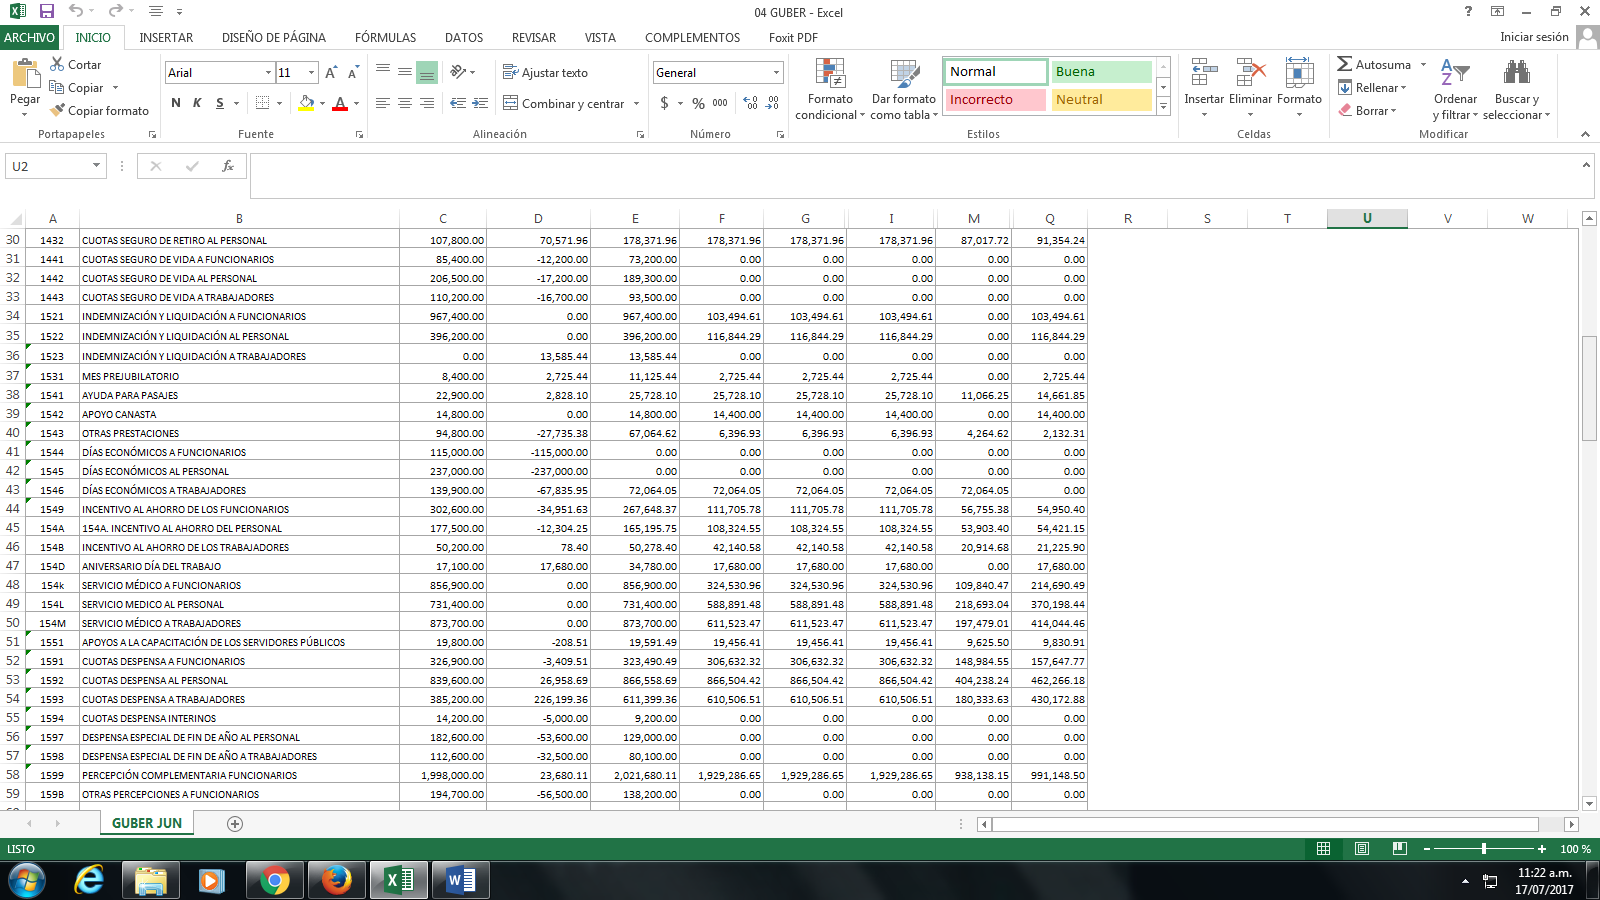 04 GUBER - Excel
?
ARCHIVO INICIO INSERTAR DISEÑO DE PÁGINA FÓRMULAS DATOS REVISAR VISTA COMPLEMENTOS Foxit PDF Iniciar sesión
Pegar
Cortar
Copiar
Copiar formato
Portapapeles
Arial 11
N K S
Fuente
Ajustar texto
Combinar y centrar
Alineación
General
$ % 000
Número
Formato condicional
Dar formato como tabla
Normal Buena
Incorrecto Neutral
Estilos
Insertar Eliminar Formato
Celdas
Autosuma
Rellenar
Borrar
Ordenar y filtrar
Buscar y seleccionar
Modificar
U2 fx
A B C D E F G I M Q R S T U V W
30 1432 CUOTAS SEGURO DE RETIRO AL PERSONAL 107,800.00 70,571.96 178,371.96 178,371.96 178,371.96 178,371.96 87,017.72 91,354.24
31 1441 CUOTAS SEGURO DE VIDA A FUNCIONARIOS 85,400.00 -12,200.00 73,200.00 0.00 0.00 0.00 0.00 0.00
32 1442 CUOTAS SEGURO DE VIDA AL PERSONAL 206,500.00 -17,200.00 189,300.00 0.00 0.00 0.00 0.00 0.00
33 1443 CUOTAS SEGURO DE VIDA A TRABAJADORES 110,200.00 -16,700.00 93,500.00 0.00 0.00 0.00 0.00 0.00
34 1521 INDEMNIZACIÓN Y LIQUIDACIÓN A FUNCIONARIOS 967,400.00 0.00 967,400.00 103,494.61 103,494.61 103,494.61 0.00 103,494.61
35 1522 INDEMNIZACIÓN Y LIQUIDACIÓN AL PERSONAL 396,200.00 0.00 396,200.00 116,844.29 116,844.29 116,844.29 0.00 116,844.29
36 1523 INDEMNIZACIÓN Y LIQUIDACIÓN A TRABAJADORES 0.00 13,585.44 13,585.44 0.00 0.00 0.00 0.00 0.00
37 1531 MES PREJUBILATORIO 8,400.00 2,725.44 11,125.44 2,725.44 2,725.44 2,725.44 0.00 2,725.44
38 1541 AYUDA PARA PASAJES 22,900.00 2,828.10 25,728.10 25,728.10 25,728.10 25,728.10 11,066.25 14,661.85
39 1542 APOYO CANASTA 14,800.00 0.00 14,800.00 14,400.00 14,400.00 14,400.00 0.00 14,400.00
40 1543 OTRAS PRESTACIONES 94,800.00 -27,735.38 67,064.62 6,396.93 6,396.93 6,396.93 4,264.62 2,132.31
41 1544 DÍAS ECONÓMICOS A FUNCIONARIOS 115,000.00 -115,000.00 0.00 0.00 0.00 0.00 0.00 0.00
42 1545 DÍAS ECONÓMICOS AL PERSONAL 237,000.00 -237,000.00 0.00 0.00 0.00 0.00 0.00 0.00
43 1546 DÍAS ECONÓMICOS A TRABAJADORES 139,900.00 -67,835.95 72,064.05 72,064.05 72,064.05 72,064.05 72,064.05 0.00
44 1549 INCENTIVO AL AHORRO DE LOS FUNCIONARIOS 302,600.00 -34,951.63 267,648.37 111,705.78 111,705.78 111,705.78 56,755.38 54,950.40
45 154A 154A. INCENTIVO AL AHORRO DEL PERSONAL 177,500.00 -12,304.25 165,195.75 108,324.55 108,324.55 108,324.55 53,903.40 54,421.15
46 154B INCENTIVO AL AHORRO DE LOS TRABAJADORES 50,200.00 78.40 50,278.40 42,140.58 42,140.58 42,140.58 20,914.68 21,225.90
47 154D ANIVERSARIO DÍA DEL TRABAJO 17,100.00 17,680.00 34,780.00 17,680.00 17,680.00 17,680.00 0.00 17,680.00
48 154k SERVICIO MÉDICO A FUNCIONARIOS 856,900.00 0.00 856,900.00 324,530.96 324,530.96 324,530.96 109,840.47 214,690.49
49 154L SERVICIO MEDICO AL PERSONAL 731,400.00 0.00 731,400.00 588,891.48 588,891.48 588,891.48 218,693.04 370,198.44
50 154M SERVICIO MÉDICO A TRABAJADORES 873,700.00 0.00 873,700.00 611,523.47 611,523.47 611,523.47 197,479.01 414,044.46
51 1551 APOYOS A LA CAPACITACIÓN DE LOS SERVIDORES PÚBLICOS 19,800.00 -208.51 19,591.49 19,456.41 19,456.41 19,456.41 9,625.50 9,830.91
52 1591 CUOTAS DESPENSA A FUNCIONARIOS 326,900.00 -3,409.51 323,490.49 306,632.32 306,632.32 306,632.32 148,984.55 157,647.77
53 1592 CUOTAS DESPENSA AL PERSONAL 839,600.00 26,958.69 866,558.69 866,504.42 866,504.42 866,504.42 404,238.24 462,266.18
54 1593 CUOTAS DESPENSA A TRABAJADORES 385,200.00 226,199.36 611,399.36 610,506.51 610,506.51 610,506.51 180,333.63 430,172.88
55 1594 CUOTAS DESPENSA INTERINOS 14,200.00 -5,000.00 9,200.00 0.00 0.00 0.00 0.00 0.00
56 1597 DESPENSA ESPECIAL DE FIN DE AÑO AL PERSONAL 182,600.00 -53,600.00 129,000.00 0.00 0.00 0.00 0.00 0.00
57 1598 DESPENSA ESPECIAL DE FIN DE AÑO A TRABAJADORES 112,600.00 -32,500.00 80,100.00 0.00 0.00 0.00 0.00 0.00
58 1599 PERCEPCIÓN COMPLEMENTARIA FUNCIONARIOS 1,998,000.00 23,680.11 2,021,680.11 1,929,286.65 1,929,286.65 1,929,286.65 938,138.15 991,148.50
59 159B OTRAS PERCEPCIONES A FUNCIONARIOS 194,700.00 -56,500.00 138,200.00 0.00 0.00 0.00 0.00 0.00
GUBER JUN
LISTO 100 %
11:22 a.m.
17/07/2017